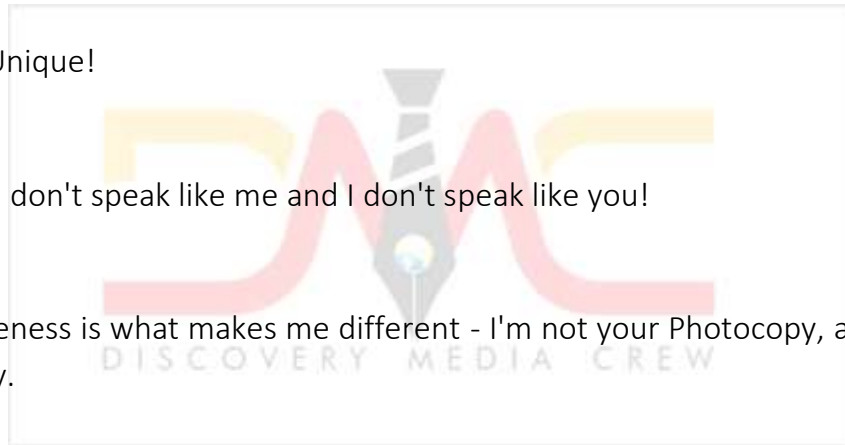 Unique!
don't speak like me and I don't speak like you!
eness is what makes me different - I'm not your Photocopy, a
DISCOVERY MEDIA CREW
y.